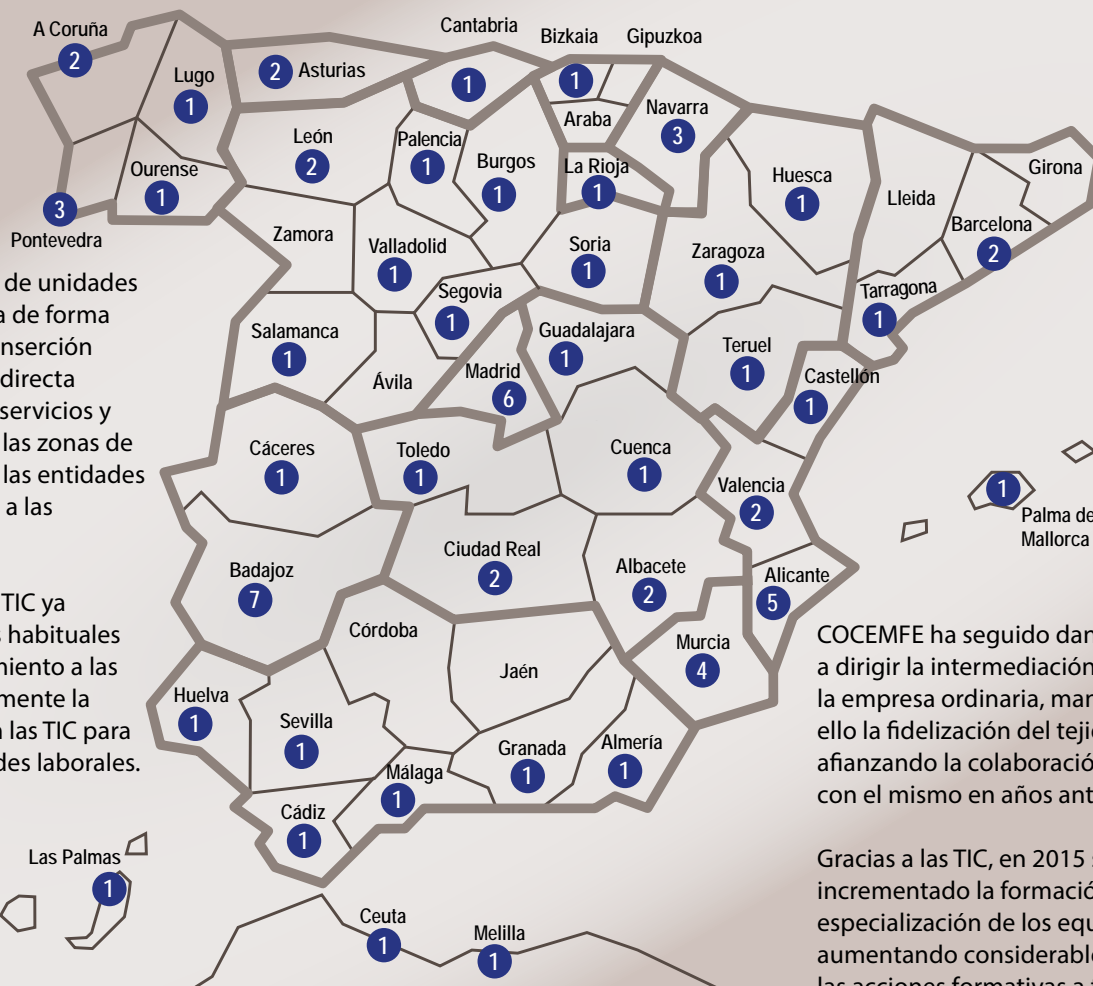 A Coruña
2
Lugo
1
2 Asturias
Cantabria
1
Bizkaia
1
Gipuzkoa
Araba
Navarra
3
León
2
Palencia
1
Burgos
1
La Rioja
1
Huesca
1
Lleida
Girona
Barcelona
2
Ourense
1
3
Pontevedra
Zamora
Valladolid
1
Soria
1
Zaragoza
1
Tarragona
1
Segovia
1
Salamanca
1
Ávila
Madrid
6
Guadalajara
1
Teruel
1
Castellón
1
Cáceres
1
Toledo
1
Cuenca
1
Valencia
2
1
Palma de
Mallorca
Badajoz
7
Ciudad Real
2
Albacete
2
Alicante
5
Murcia
4
Córdoba
Jaén
Huelva
1
Sevilla
1
Granada
1
Almería
1
Málaga
1
Cádiz
1
Las Palmas
1
Ceuta
1
Melilla
1
de unidades
a de forma
nserción
directa
servicios y
las zonas de
las entidades
a las
TIC ya
s habituales
miento a las
mente la
a las TIC para
des laborales.
COCEMFE ha seguido dan
a dirigir la intermediación
la empresa ordinaria, man
ello la fidelización del tejid
afianzando la colaboració
con el mismo en años ant
Gracias a las TIC, en 2015 s
incrementado la formació
especialización de los equ
aumentando considerable
las acciones formativas a t